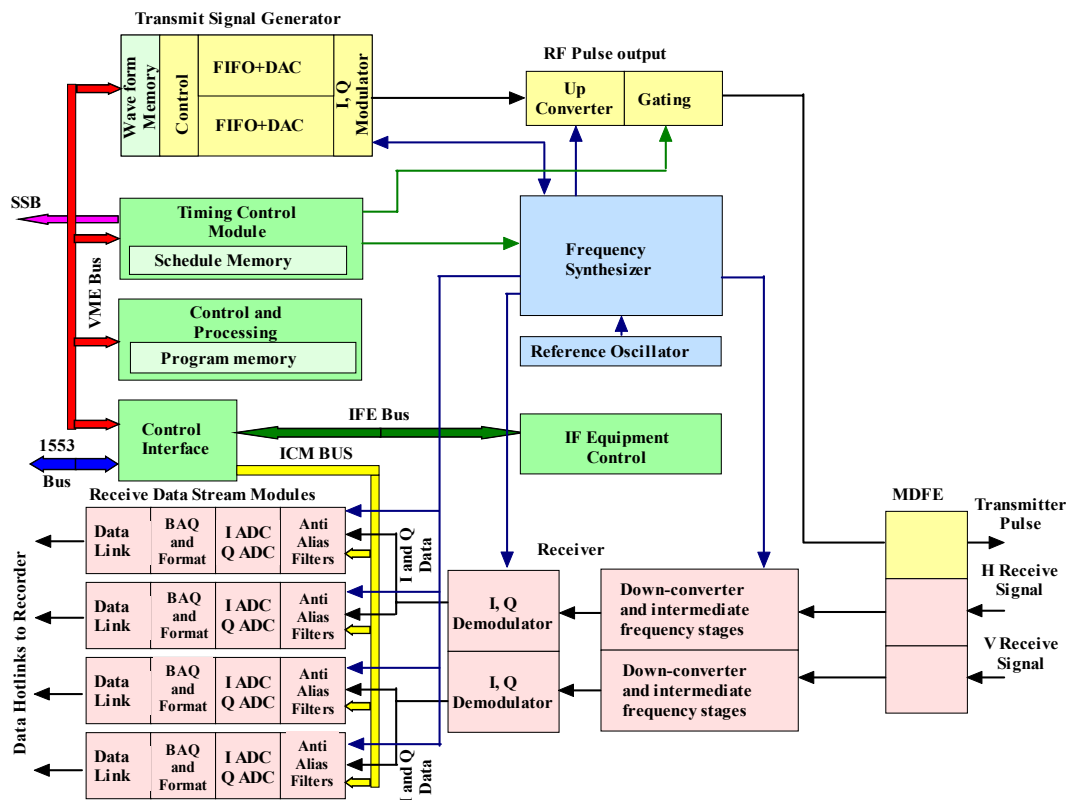 Transmit Signal Generator
Wave form
Memory
Control
FIFO+DAC
FIFO+DAC
I, Q
Modulator
RF Pulse output
Up
Converter
Gating
SSB
Timing Control
Module
Schedule Memory
Frequency
Synthesizer
VME Bus
Control and
Processing
Program memory
Reference Oscillator
Control
Interface
IFE Bus
IF Equipment
Control
1553
Bus
ICM BUS
Receive Data Stream Modules
MDFE
Transmitter
Pulse
H Receive
Signal
V Receive
Signal
Receiver
Data Hotlinks to Recorder
Data
Link
BAQ
and
Format
I ADC
Q ADC
Anti
Alias
Filters
I and Q
Data
Data
Link
BAQ
and
Format
I ADC
Q ADC
Anti
Alias
Filters
I, Q
Demodulator
Down-converter
and intermediate
frequency stages
Data
Link
BAQ
and
Format
I ADC
Q ADC
Anti
Alias
Filters
I, Q
Demodulator
Down-converter
and intermediate
frequency stages
Data
Link
BAQ
and
Format
I ADC
Q ADC
Anti
Alias
Filters
I and Q
Data